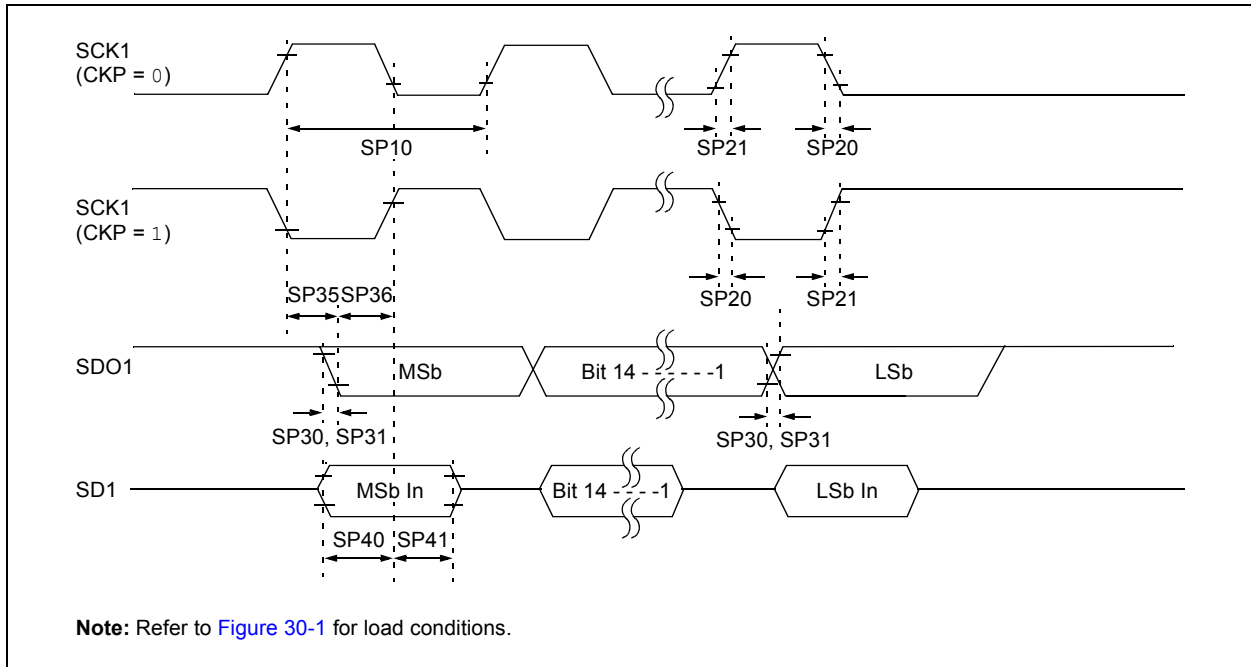 SCK1
(CKP = 0)
SP10
SP21
SP20
SCK1
(CKP = 1)
SP20
SP21
SP35
SP36
SDO1
MSb
Bit 14 - - - - - -1
LSb
SP30, SP31
SP30, SP31
SD1
MSb In
Bit 14 - - - - -1
LSb In
SP40
SP41
Note: Refer to Figure 30-1 for load conditions.